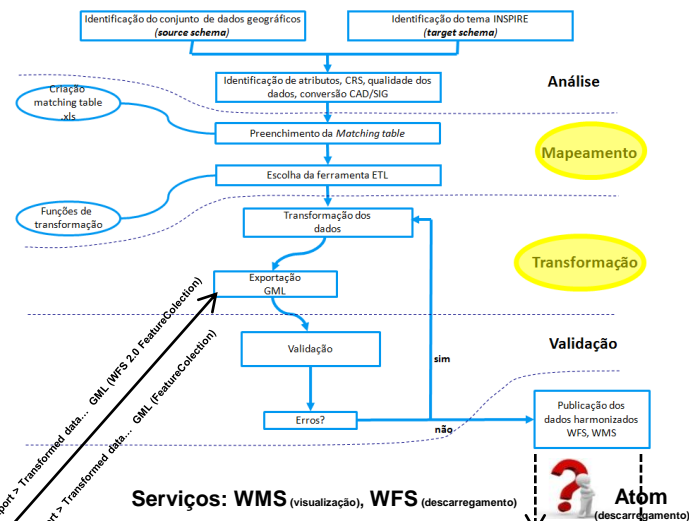 Identificação do conjunto de dados geográficos
(source schema)
Identificação do tema INSPIRE
(target schema)
Identificação de atributos, CRS, qualidade dos
dados, conversão CAD/SIG
Análise
Criação
matching table
.xls
Preenchimento da Matching table
Mapeamento
Escolha da ferramenta ETL
Funções de
transformação
Transformação dos
dados
Transformação
Exportação
GML
Validação
Validação
sim
Erros?
não
Publicação dos
dados harmonizados
WFS, WMS
port > Transformed data... GML (WFS 2.0 FeatureColection)
port > Transformed data... GML (FeatureColection)
Serviços: WMS (visualização), WFS (descarregamento)
Atom
(descarregamento)